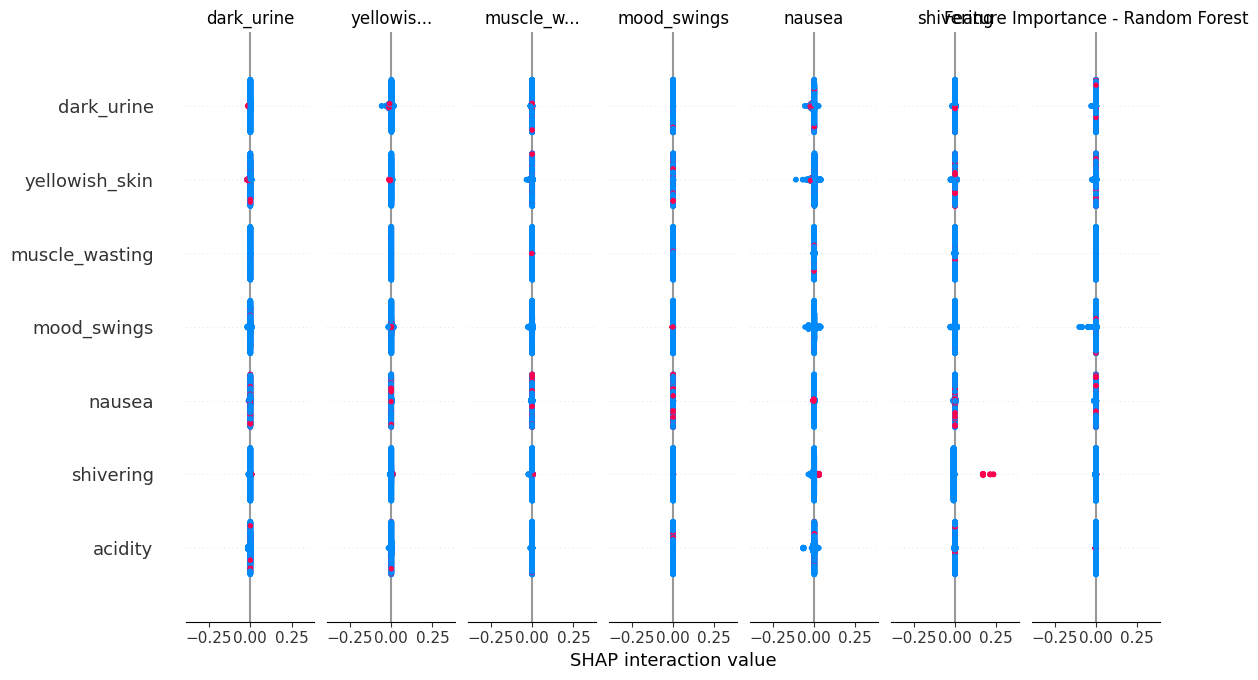 dark_urine yellowis... muscle_w... mood_swings nausea shivering Feature Importance - Random Forest
dark_urine
yellowish_skin
muscle_wasting
mood_swings
nausea
shivering
acidity
−0.25 0.00 0.25 −0.25 0.00 0.25 −0.25 0.00 0.25 −0.25 0.00 0.25 −0.25 0.00 0.25 −0.25 0.00 0.25 −0.25 0.00 0.25
SHAP interaction value